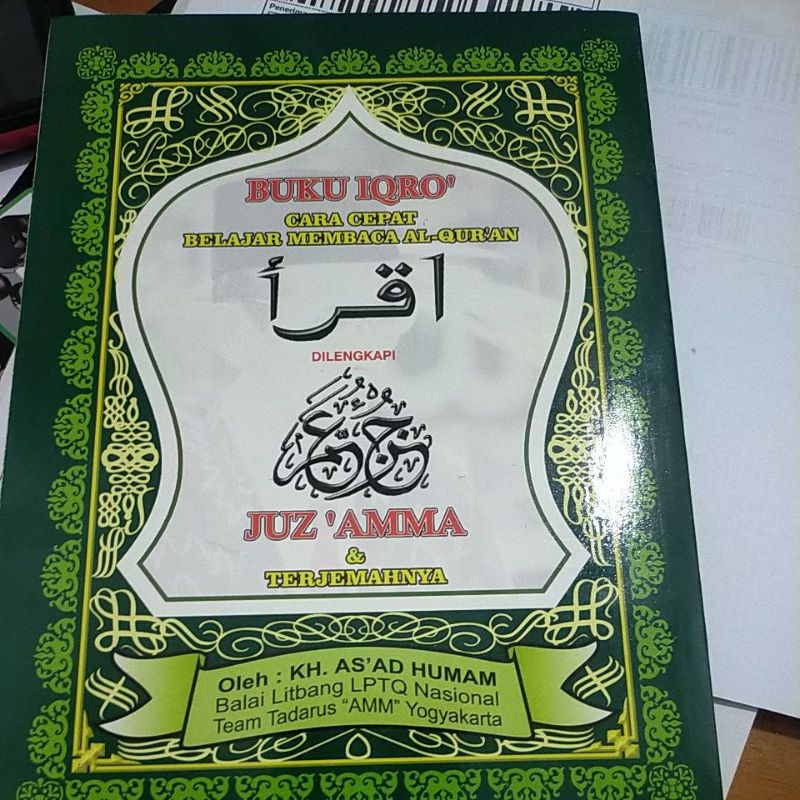 Penerima
BUKU IQRO'
CARA CEPAT
BELAJAR MEMBACA AL-QUR'AN
اقرأ
DILENGKAPI
جزء عم
JUZ 'AMMA
&
TERJEMAHNYA
Oleh : KH. AS'AD HUMAM
Balai Litbang LPTQ Nasional
Team Tadarus "AMM" Yogyakarta